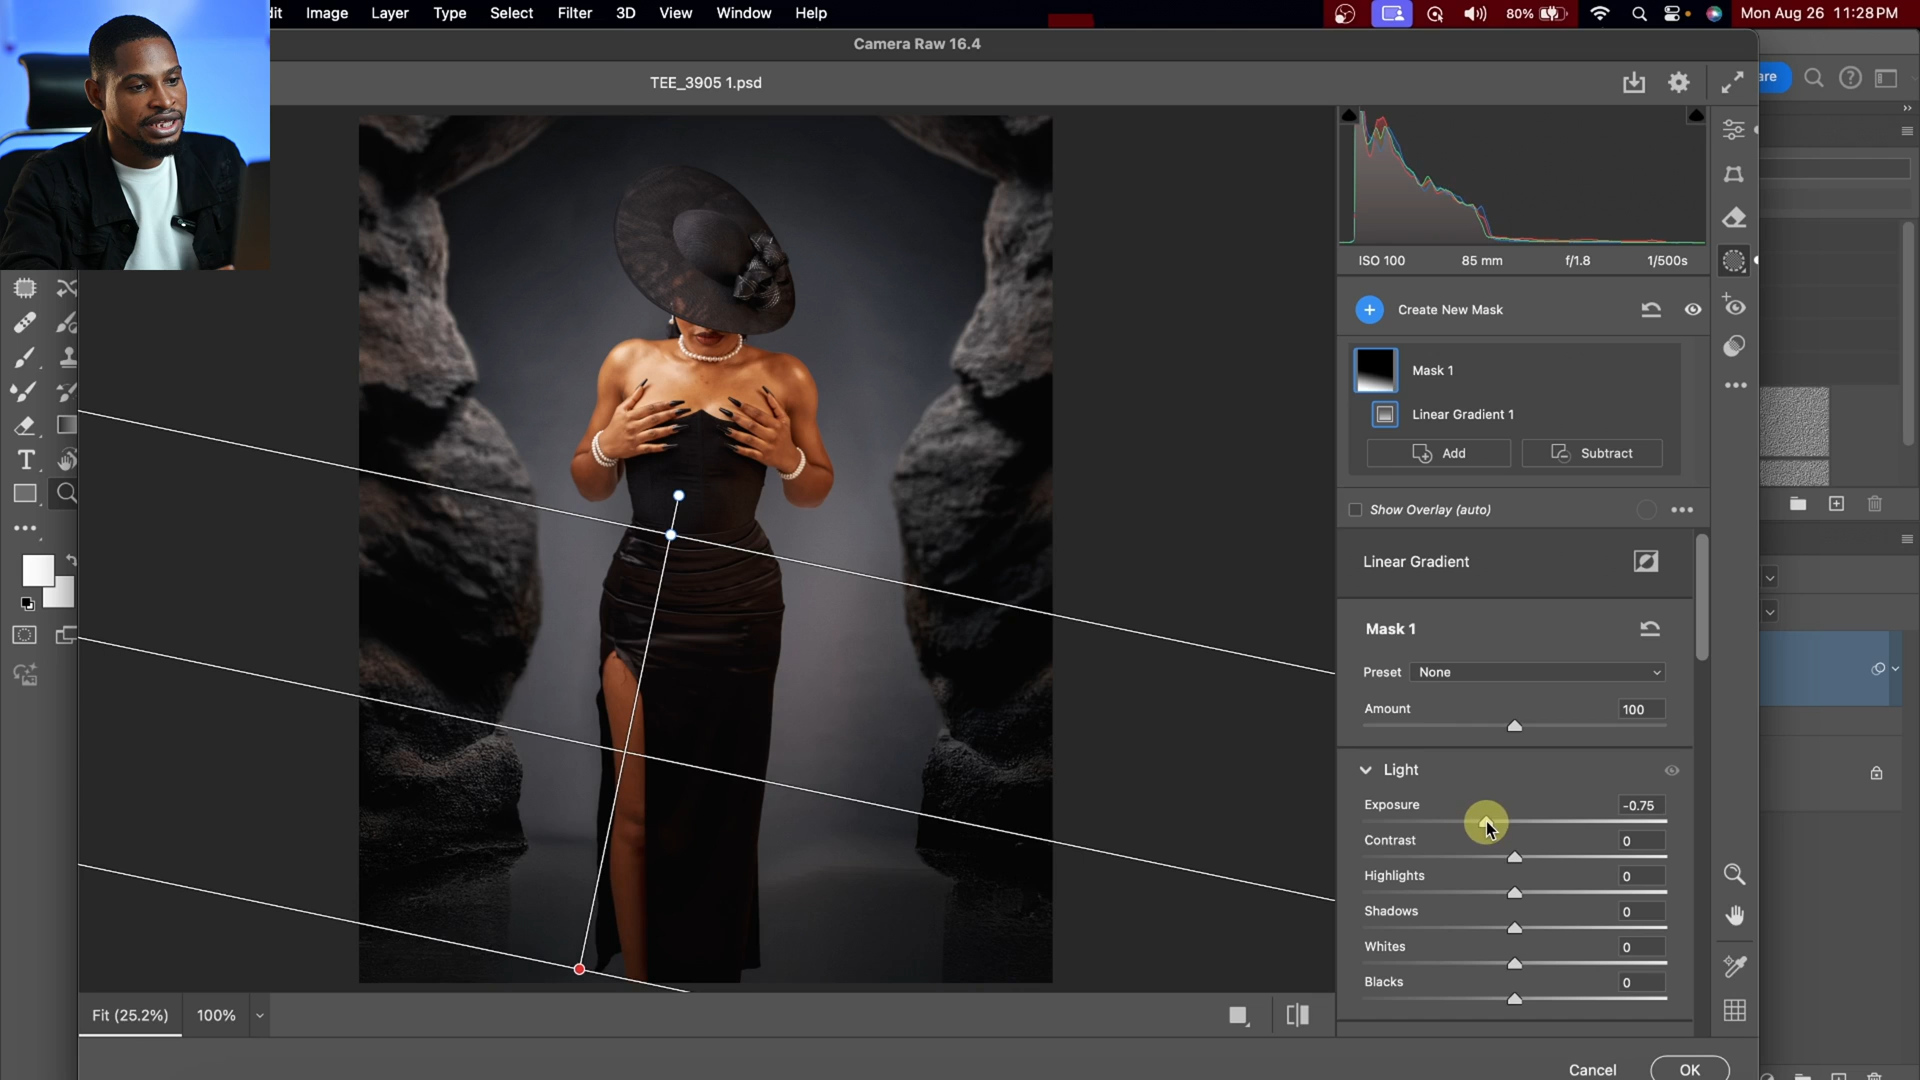 dit Image Layer Type Select Filter 3D View Window Help 80% Mon Aug 26 11:28 PM
Camera Raw 16.4
are
TEE_3905 1.psd
ISO 100 85 mm f/1.8 1/500s
Create New Mask
Mask 1
Linear Gradient 1
Add Subtract
Show Overlay (auto)
Linear Gradient
Mask 1
Preset None
Amount 100
Light
Exposure -0.75
Contrast 0
Highlights 0
Shadows 0
Whites 0
Blacks 0
Fit (25.2%) 100%
Cancel OK